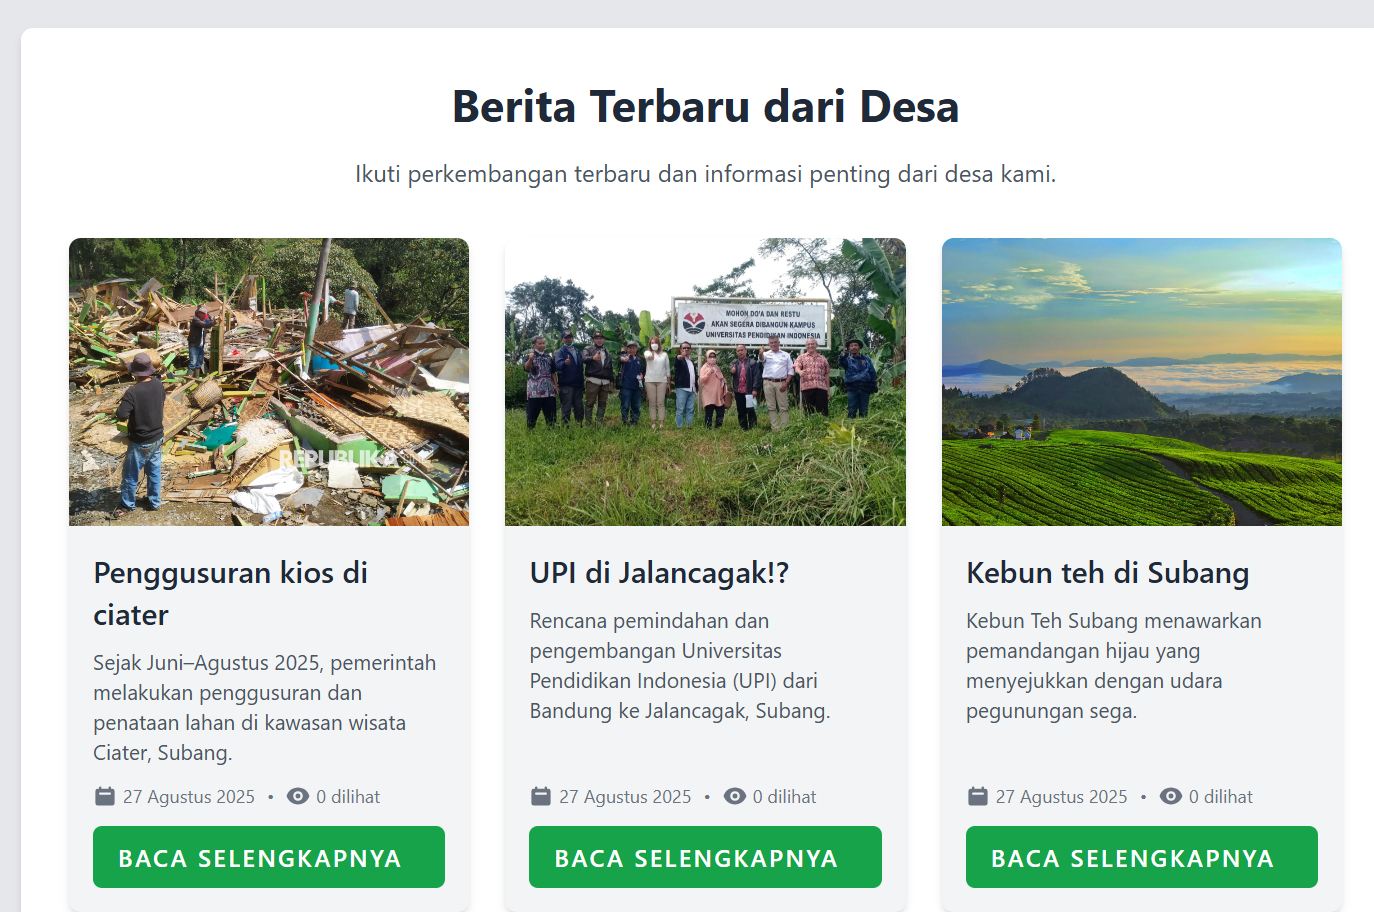 Berita Terbaru dari Desa
Ikuti perkembangan terbaru dan informasi penting dari desa kami.
REPUBLIKA
MOHON DO'A DAN RESTU
AKAN SEGERA DIBANGUN KAMPUS
UNIVERSITAS PENDIDIKAN INDONESIA
Penggusuran kios di
ciater
Sejak Juni–Agustus 2025, pemerintah
melakukan penggusuran dan
penataan lahan di kawasan wisata
Ciater, Subang.
27 Agustus 2025 • 0 dilihat
BACA SELENGKAPNYA
UPI di Jalancagak!?
Rencana pemindahan dan
pengembangan Universitas
Pendidikan Indonesia (UPI) dari
Bandung ke Jalancagak, Subang.
27 Agustus 2025 • 0 dilihat
BACA SELENGKAPNYA
Kebun teh di Subang
Kebun Teh Subang menawarkan
pemandangan hijau yang
menyejukkan dengan udara
pegunungan sega.
27 Agustus 2025 • 0 dilihat
BACA SELENGKAPNYA